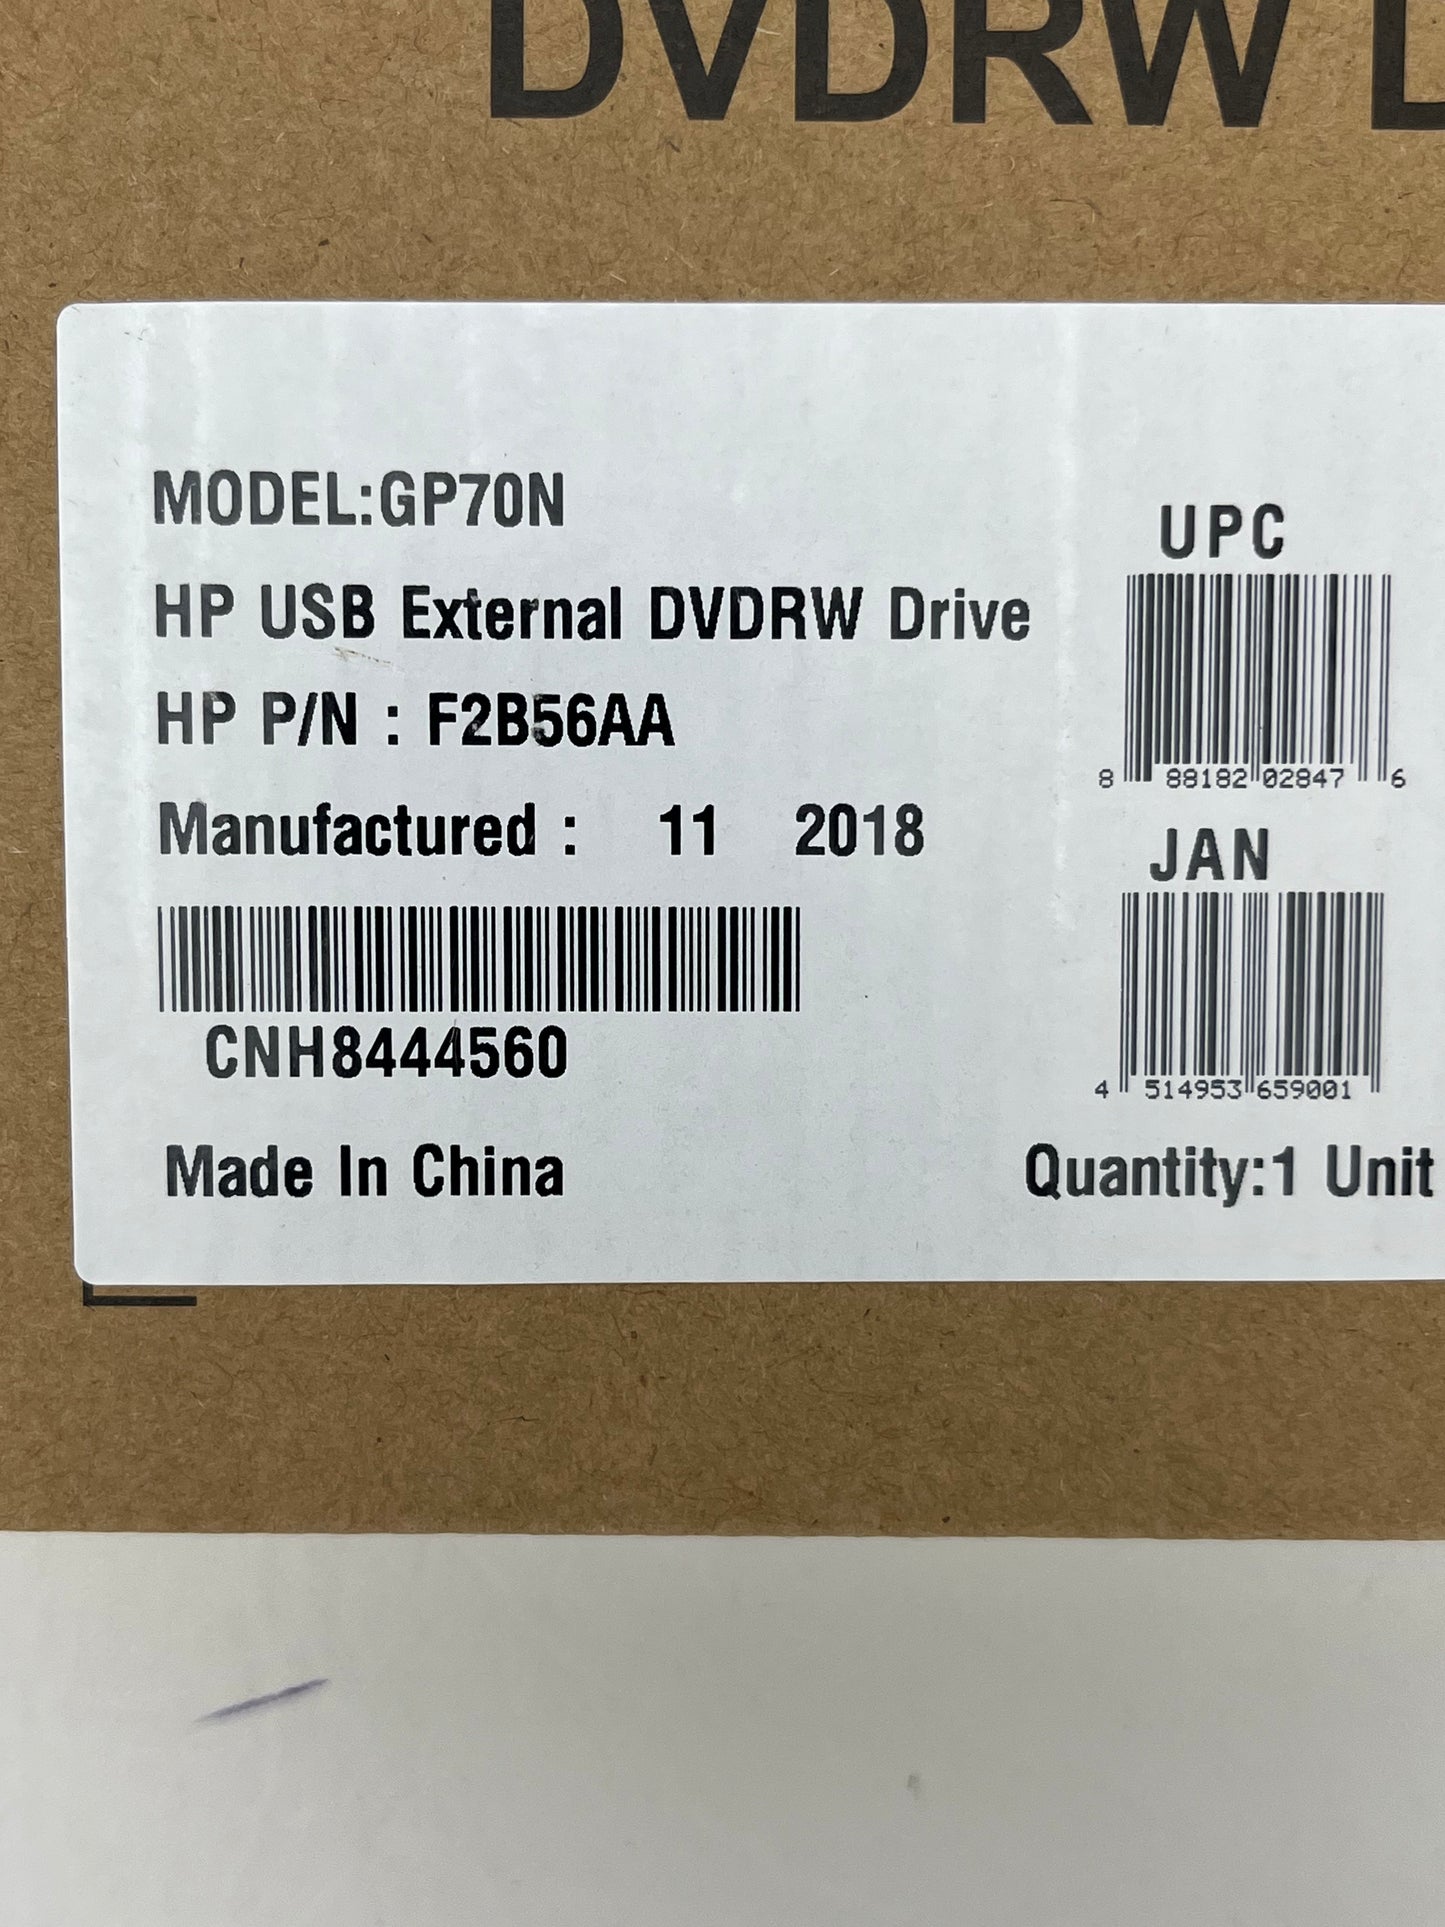 DVDRW
MODEL:GP70N
HP USB External DVDRW Drive
HP P/N : F2B56AA
Manufactured : 11 2018
CNH8444560
Made In China
UPC
8 88182 02847 6
JAN
4 514953 659001
Quantity:1 Unit